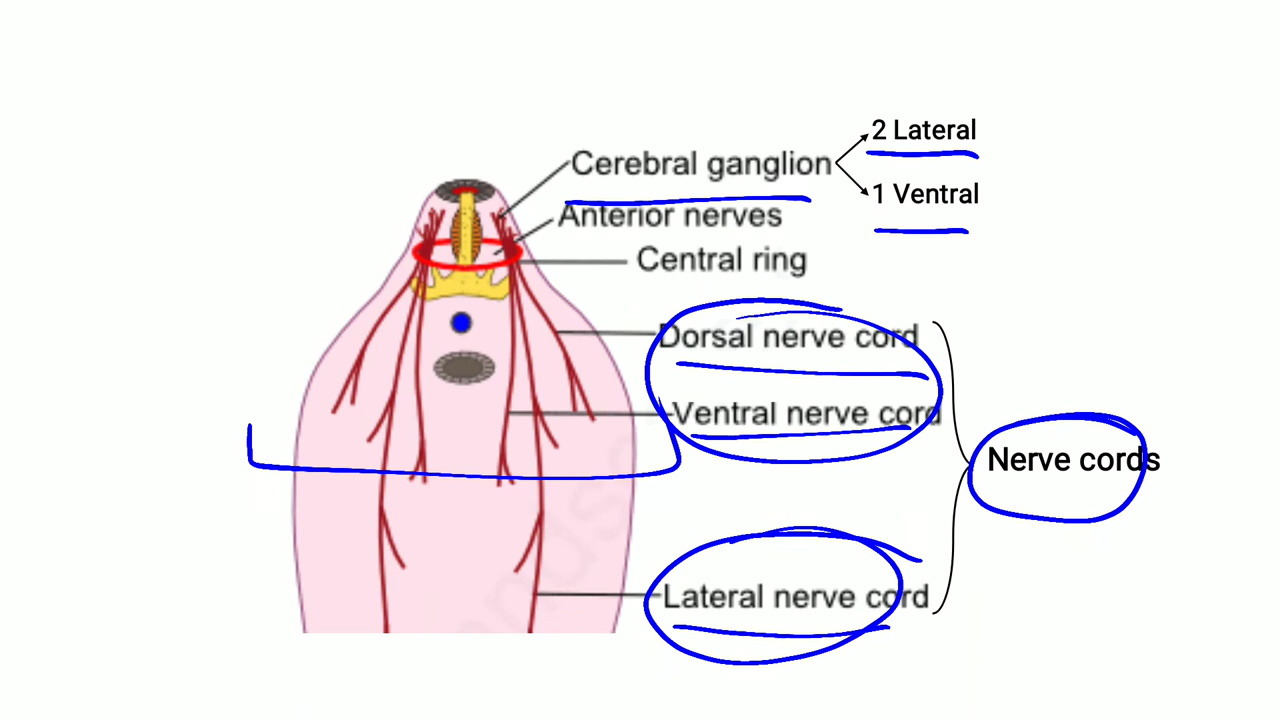 2 Lateral
Cerebral ganglion
1 Ventral
Anterior nerves
Central ring
Dorsal nerve cord
Ventral nerve cord
Nerve cords
Lateral nerve cord